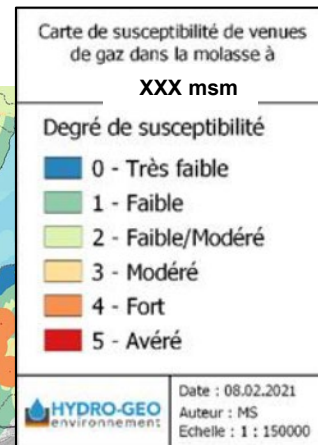 Carte de susceptibilité de venues
de gaz dans la molasse à
XXX msm
Degré de susceptibilité
0 - Très faible
1 - Faible
2 - Faible/Modéré
3 - Modéré
4 - Fort
5 - Avéré
HYDRO-GEO
environnement
Date : 08.02.2021
Auteur : MS
Echelle : 1 : 150000